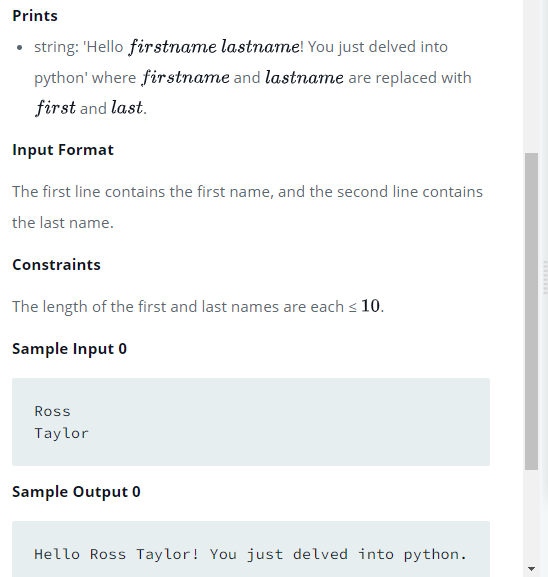 Prints
• string: 'Hello firstname lastname! You just delved into
python' where firstname and lastname are replaced with
first and last.
Input Format
The first line contains the first name, and the second line contains
the last name.
Constraints
The length of the first and last names are each ≤ 10.
Sample Input 0
Ross
Taylor
Sample Output 0
Hello Ross Taylor! You just delved into python.